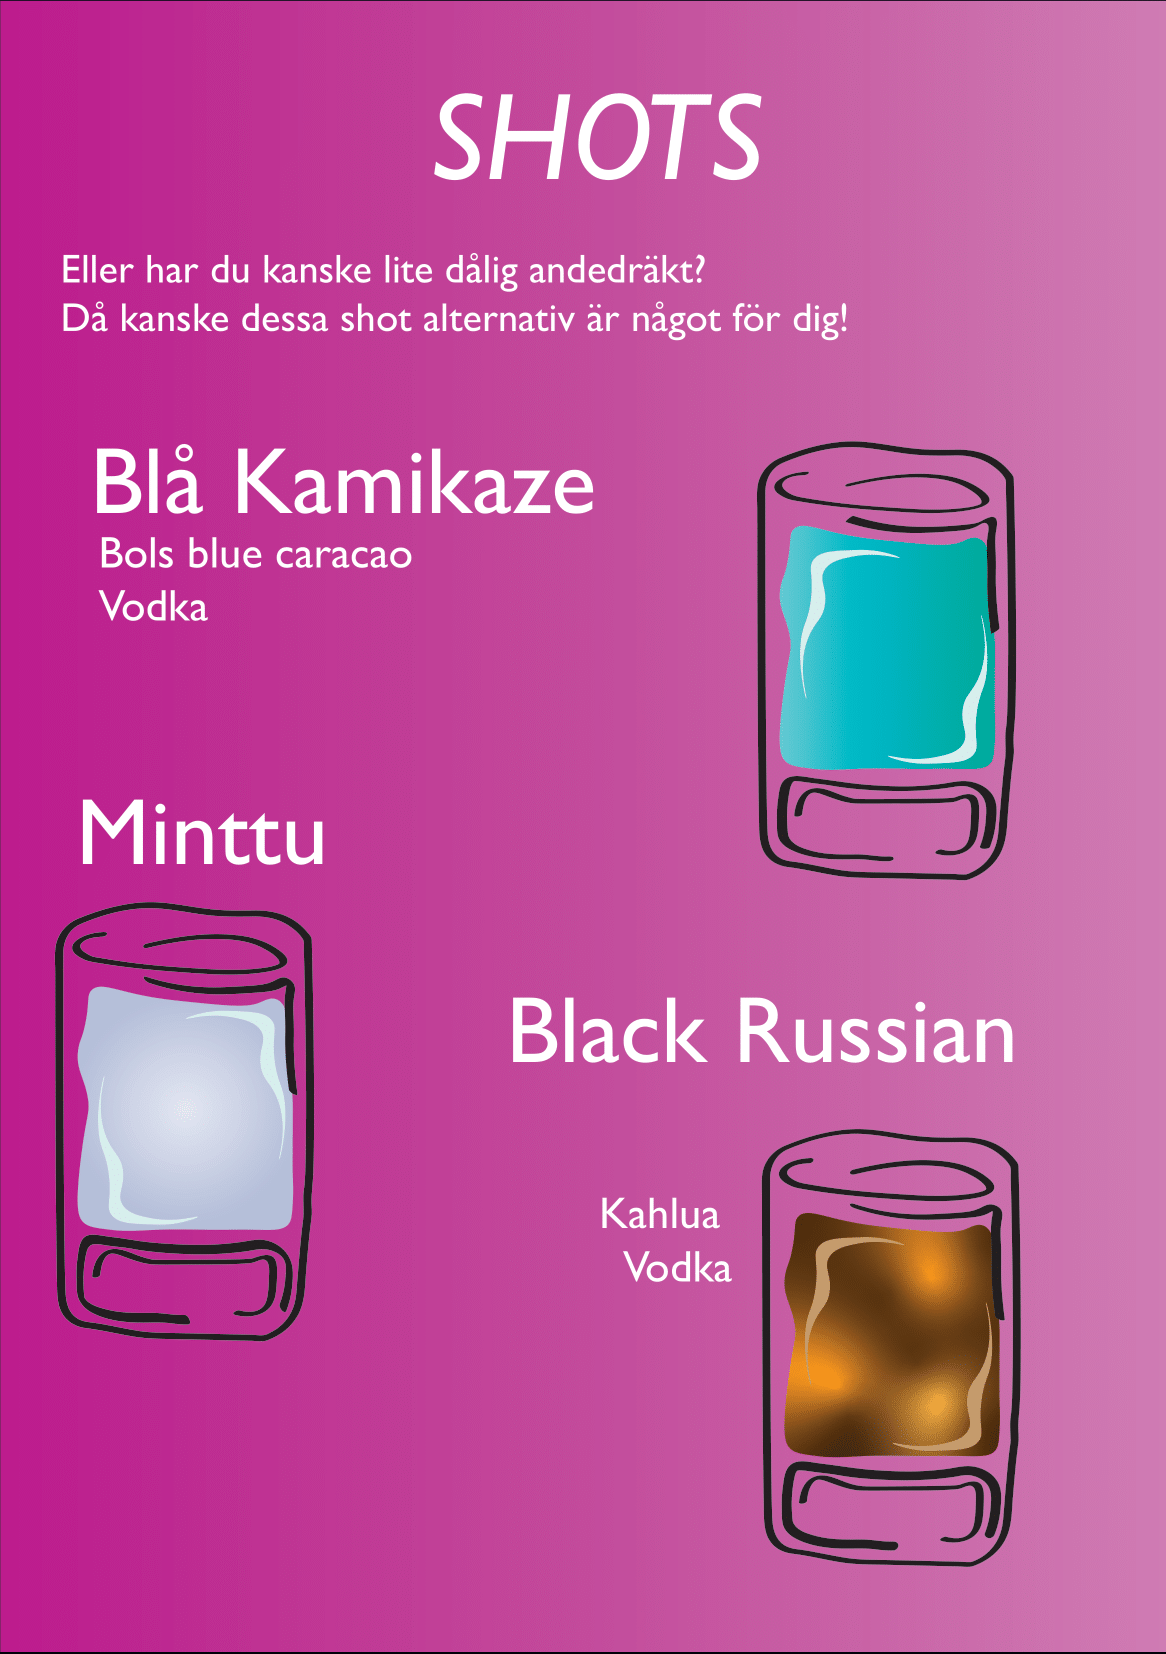 SHOTS
Eller har du kanske lite dålig andedräkt?
Då kanske dessa shot alternativ är något för dig!
Blå Kamikaze
Bols blue caracao
Vodka
Minttu
Black Russian
Kahlua
Vodka